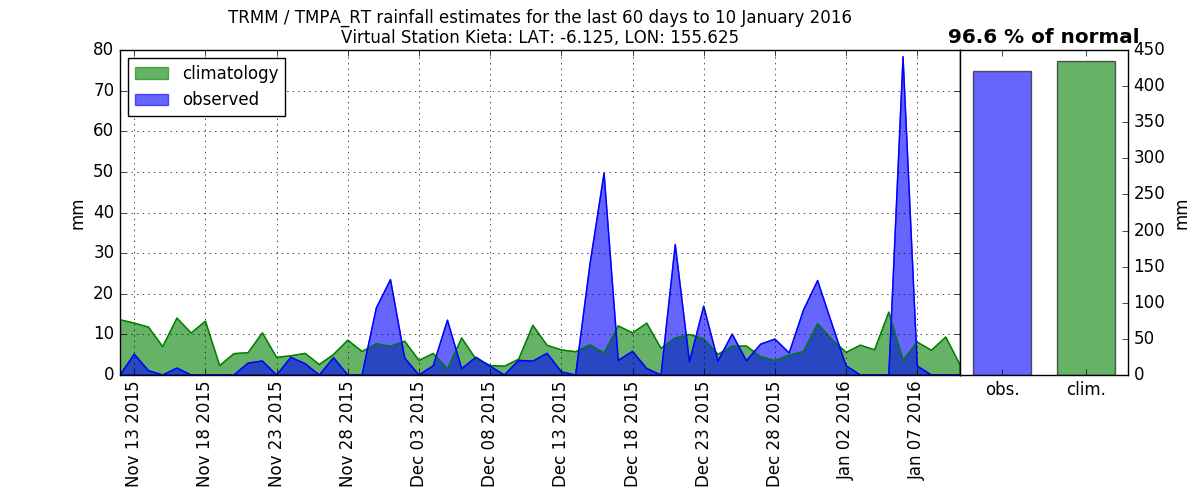 TRMM / TMPA_RT rainfall estimates for the last 60 days to 10 January 2016
Virtual Station Kieta: LAT: -6.125, LON: 155.625
96.6 % of normal
climatology
observed
mm
80
70
60
50
40
30
20
10
0
Nov 13 2015
Nov 18 2015
Nov 23 2015
Nov 28 2015
Dec 03 2015
Dec 08 2015
Dec 13 2015
Dec 18 2015
Dec 23 2015
Dec 28 2015
Jan 02 2016
Jan 07 2016
obs.
clim.
450
400
350
300
250
200
150
100
50
0
mm